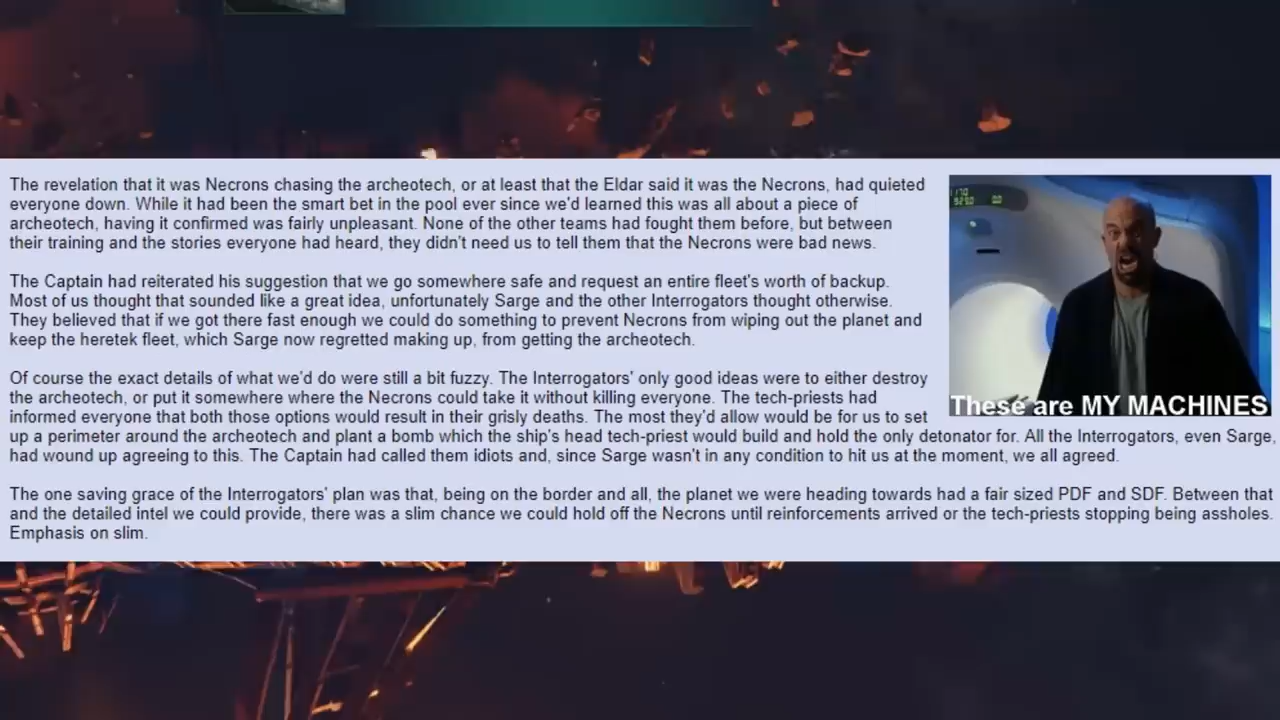 The revelation that it was Necrons chasing the archeotech, or at least that the Eldar said it was the Necrons, had quieted
everyone down. While it had been the smart bet in the pool ever since we'd learned this was all about a piece of
archeotech, having it confirmed was fairly unpleasant. None of the other teams had fought them before, but between
their training and the stories everyone had heard, they didn't need us to tell them that the Necrons were bad news.
The Captain had reiterated his suggestion that we go somewhere safe and request an entire fleet's worth of backup.
Most of us thought that sounded like a great idea, unfortunately Sarge and the other Interrogators thought otherwise.
They believed that if we got there fast enough we could do something to prevent Necrons from wiping out the planet and
keep the heretek fleet, which Sarge now regretted making up, from getting the archeotech.
Of course the exact details of what we'd do were still a bit fuzzy. The Interrogators' only good ideas were to either destroy
the archeotech, or put it somewhere where the Necrons could take it without killing everyone. The tech-priests had
informed everyone that both those options would result in their grisly deaths. The most they'd allow would be for us to set
up a perimeter around the archeotech and plant a bomb which the ship's head tech-priest would build and hold the only detonator for. All the Interrogators, even Sarge,
had wound up agreeing to this. The Captain had called them idiots and, since Sarge wasn't in any condition to hit us at the moment, we all agreed.
The one saving grace of the Interrogators' plan was that, being on the border and all, the planet we were heading towards had a fair sized PDF and SDF. Between that
and the detailed intel we could provide, there was a slim chance we could hold off the Necrons until reinforcements arrived or the tech-priests stopping being assholes.
Emphasis on slim.
These are MY MACHINES